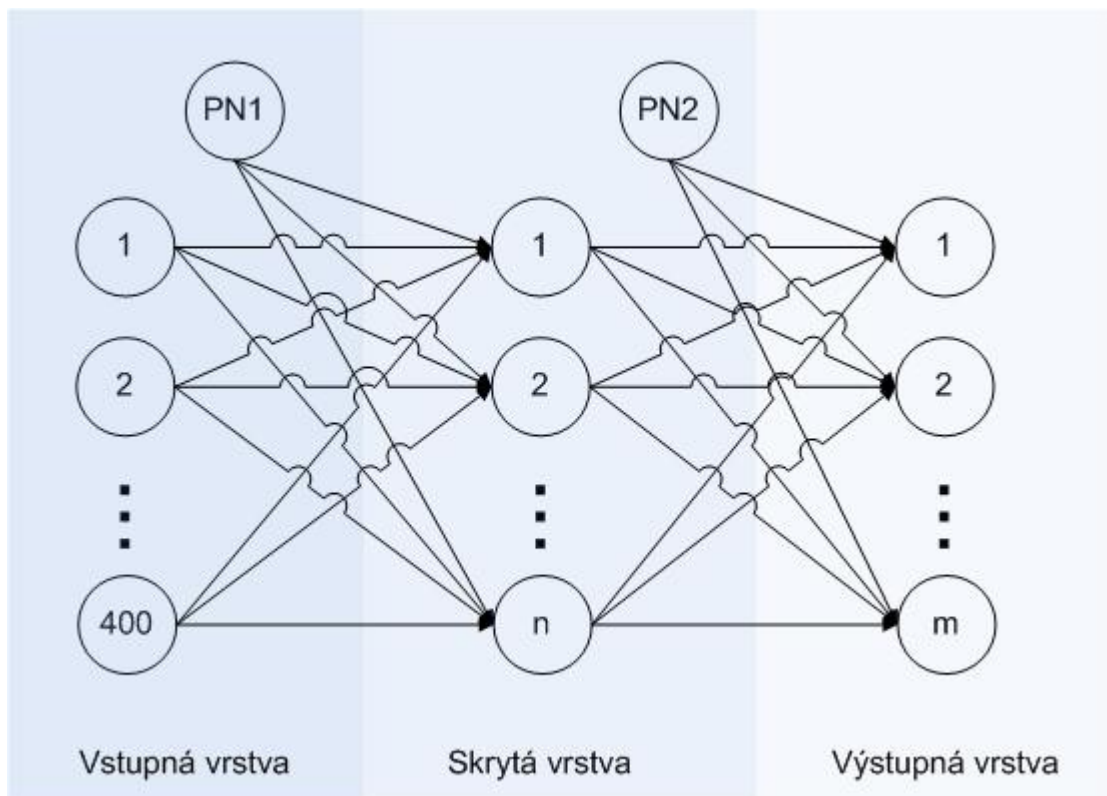 PN1 PN2
1 1 1
2 2 2
400 n m
Vstupná vrstva Skrytá vrstva Výstupná vrstva